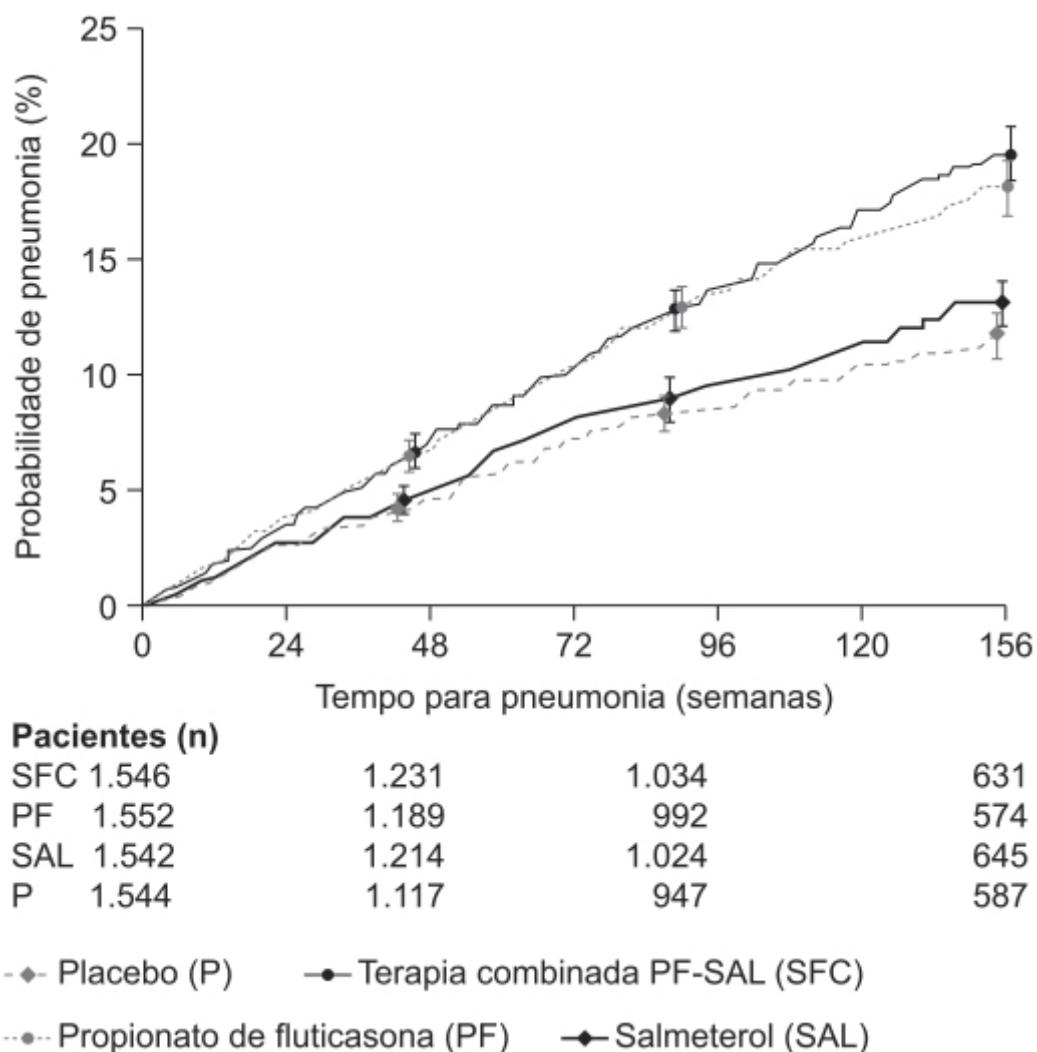 25
20
15
10
5
0
Probabilidade de pneumonia (%)
0 24 48 72 96 120 156
Tempo para pneumonia (semanas)
Pacientes (n)
SFC 1.546 1.231 1.034 631
PF 1.552 1.189 992 574
SAL 1.542 1.214 1.024 645
P 1.544 1.117 947 587
Placebo (P) Terapia combinada PF-SAL (SFC)
Propionato de fluticasona (PF) Salmeterol (SAL)